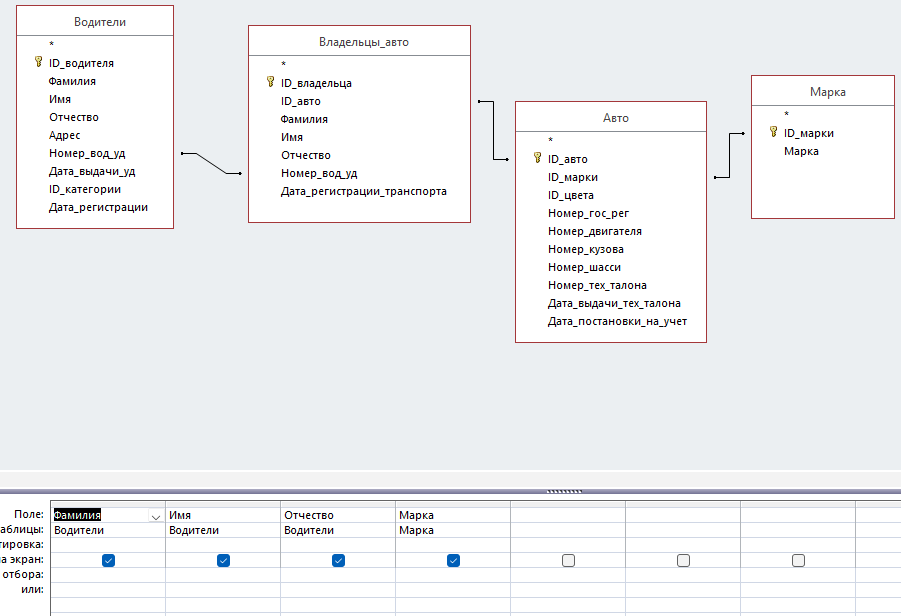 Водители
*
ID_водителя
Фамилия
Имя
Отчество
Адрес
Номер_вод_уд
Дата_выдачи_уд
ID_категории
Дата_регистрации
Владельцы_авто
*
ID_владельца
ID_авто
Фамилия
Имя
Отчество
Номер_вод_уд
Дата_регистрации_транспорта
Авто
*
ID_авто
ID_марки
ID_цвета
Номер_гос_рег
Номер_двигателя
Номер_кузова
Номер_шасси
Номер_тех_талона
Дата_выдачи_тех_талона
Дата_постановки_на_учет
Марка
*
ID_марки
Марка
Поле: Фамилия Имя Отчество Марка
аблицы: Водители Водители Водители Марка
тировка:
а экран:
отбора:
или: